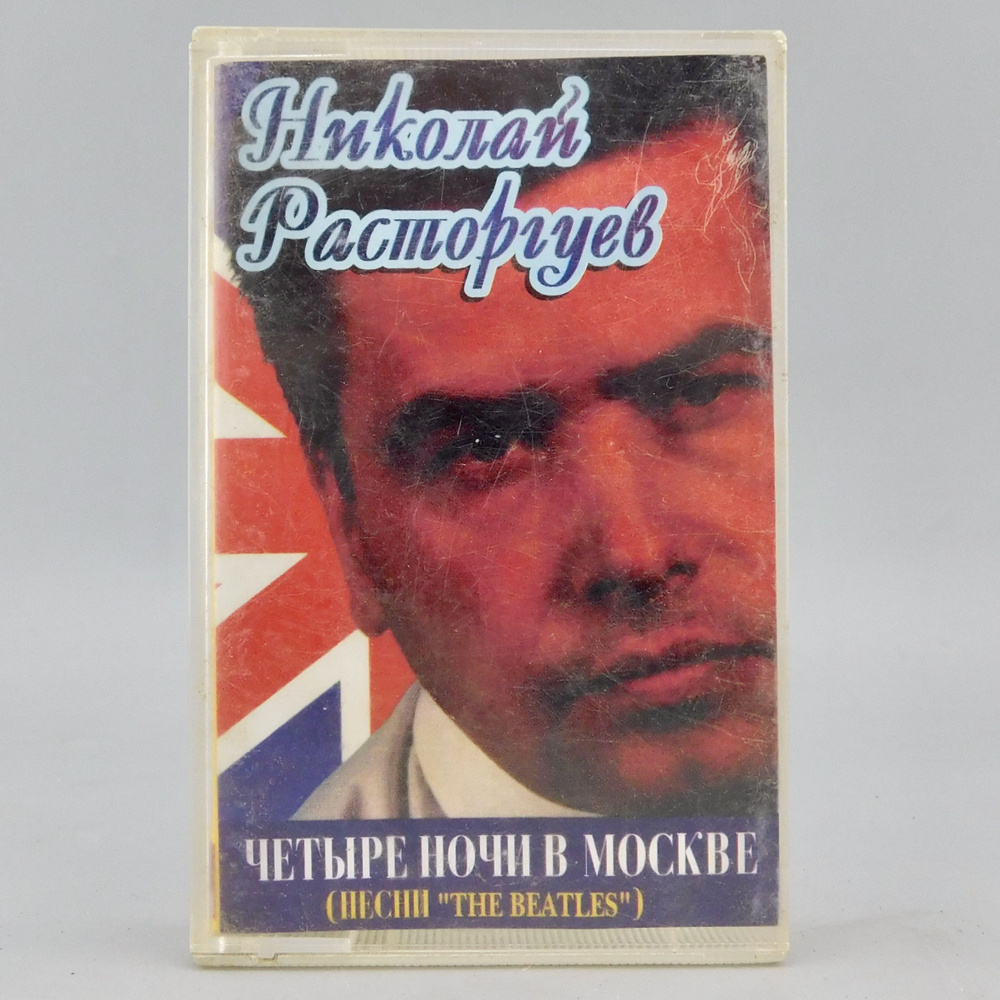 Николай
Расторгуев
ЧЕТЫРЕ НОЧИ В МОСКВЕ
(ПЕСНИ "THE BEATLES")